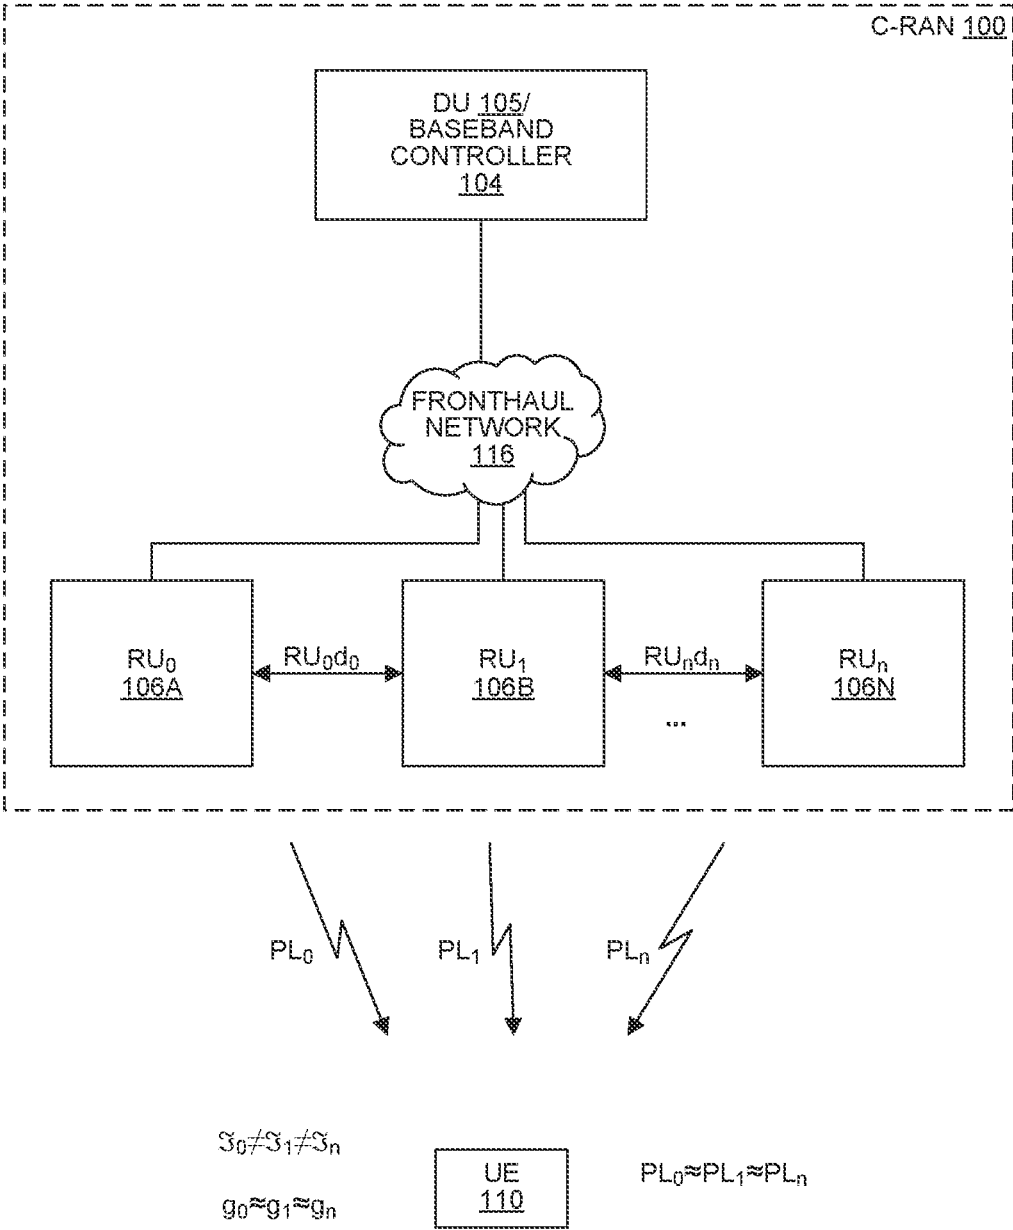 C-RAN 100
DU 105/
BASEBAND
CONTROLLER
104
FRONTHAUL
NETWORK
116
RU₀
106A
RU₀d₀
RU₁
106B
RUₙdₙ
...
RUₙ
106N
PL₀
PL₁
PLₙ
ℑ₀≠ℑ₁≠ℑₙ
g₀≈g₁≈gₙ
UE
110
PL₀≈PL₁≈PLₙ